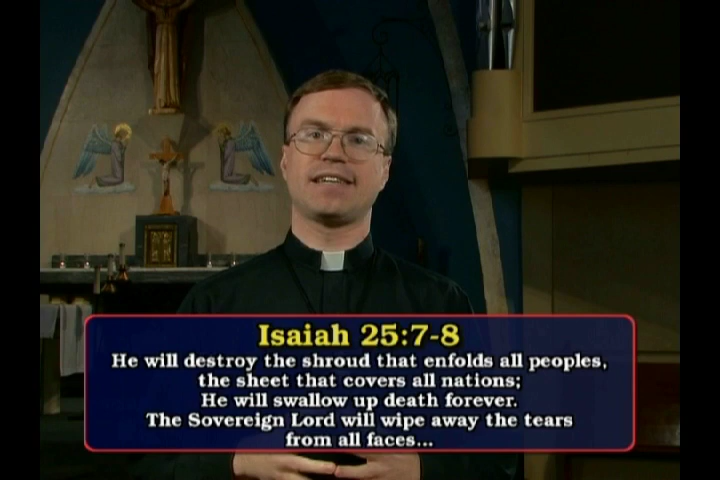 Isaiah 25:7-8
He will destroy the shroud that enfolds all peoples,
the sheet that covers all nations;
He will swallow up death forever.
The Sovereign Lord will wipe away the tears
from all faces...